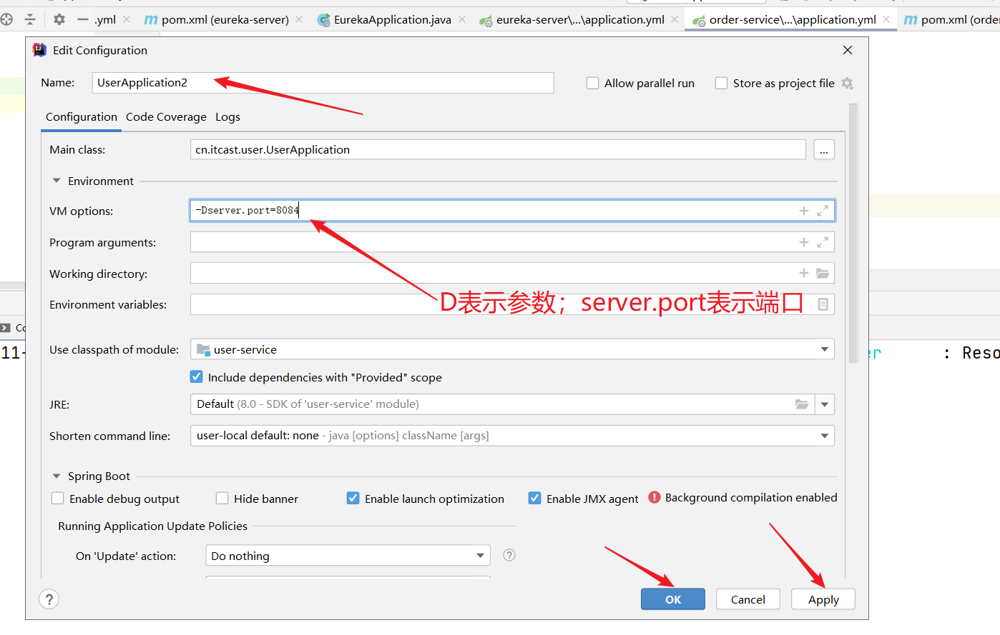 .yml
pom.xml (eureka-server)
EurekaApplication.java
eureka-server\...\application.yml
order-service\...\application.yml
pom.xml (order
Edit Configuration
Name:
UserApplication2
Allow parallel run
Store as project file
Configuration
Code Coverage
Logs
Main class:
cn.itcast.user.UserApplication
...
Environment
VM options:
-Dserver.port=8084
Program arguments:
Working directory:
D表示参数；server.port表示端口
Environment variables:
Co
Use classpath of module:
user-service
11-
er
: Reso
Include dependencies with "Provided" scope
JRE:
Default (8.0 - SDK of 'user-service' module)
Shorten command line:
user-local default: none - java [options] className [args]
Spring Boot
Enable debug output
Hide banner
Enable launch optimization
Enable JMX agent
Background compilation enabled
Running Application Update Policies
On 'Update' action:
Do nothing
?
?
OK
Cancel
Apply